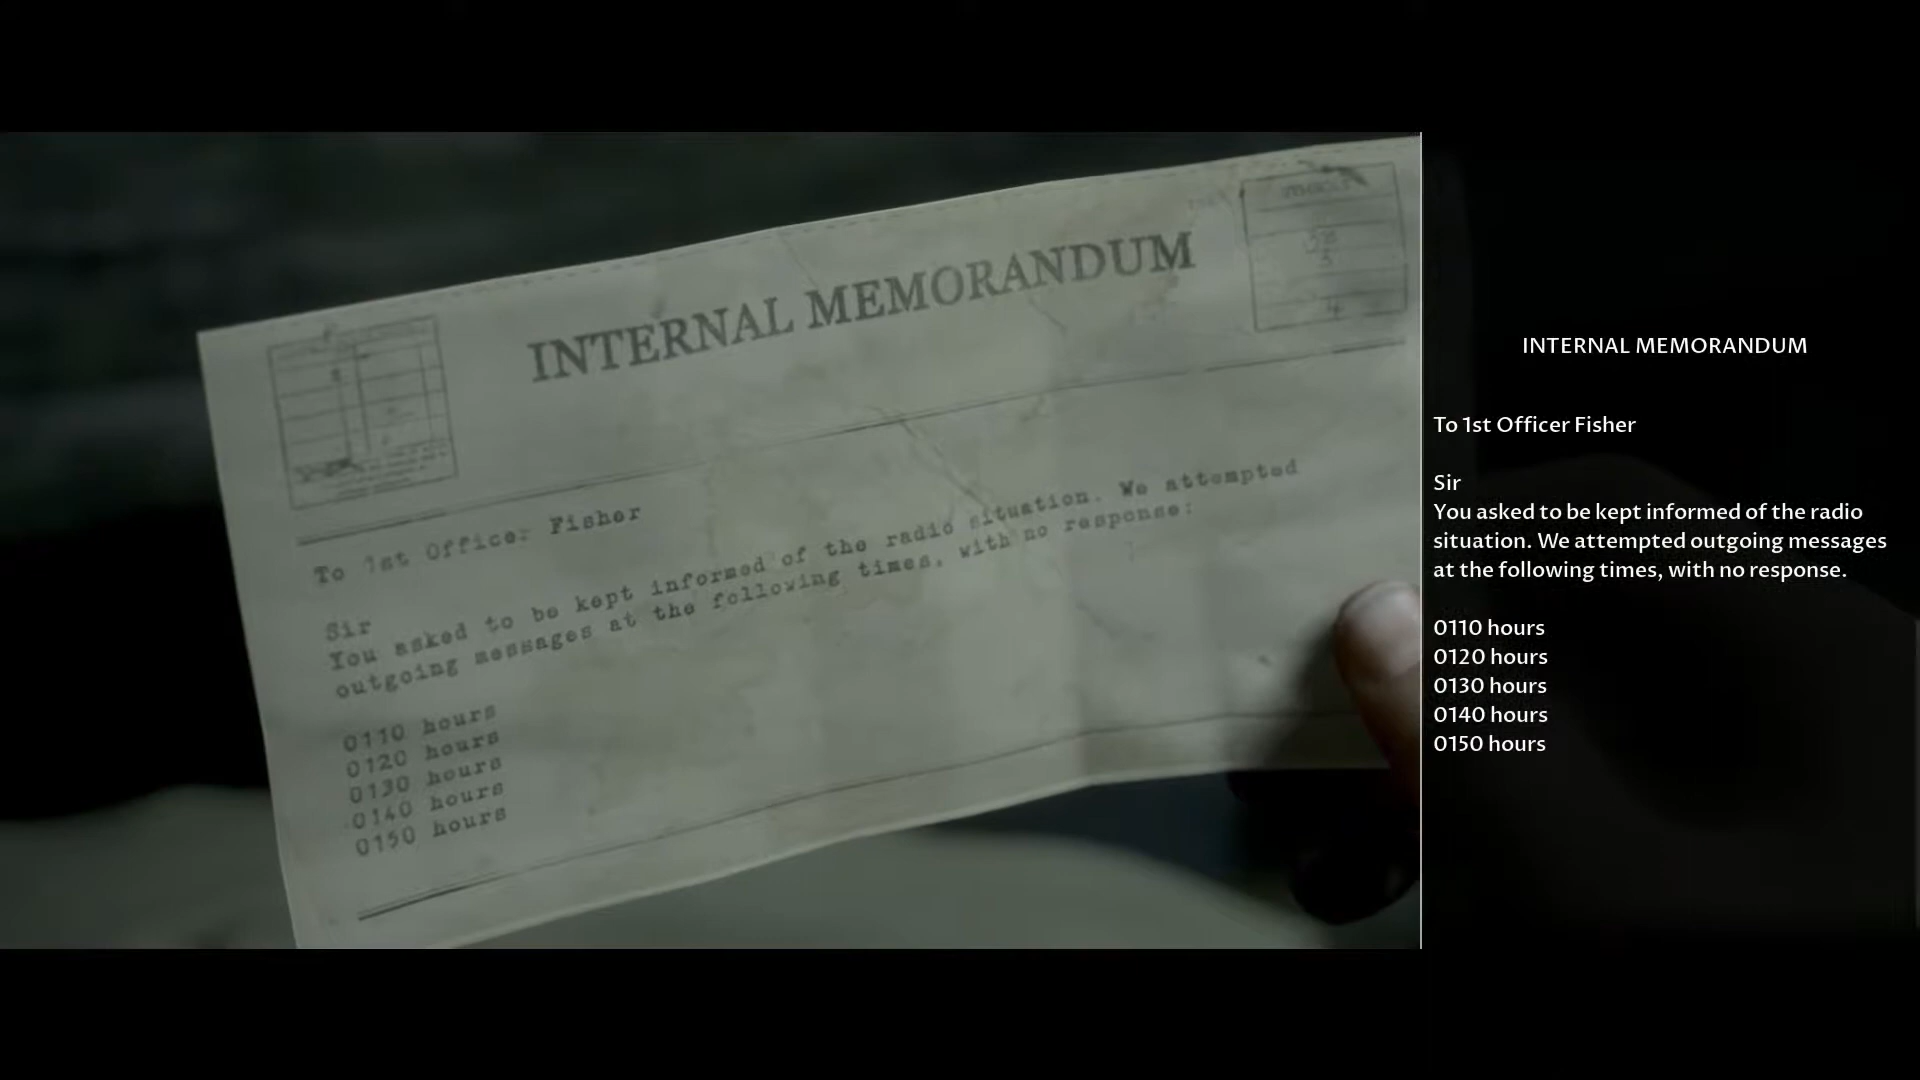 INTERNAL MEMORANDUM
To 1st Officer Fisher
Sir
You asked to be kept informed of the radio situation. We attempted
outgoing messages at the following times, with no response:
0110 hours
0120 hours
0130 hours
0140 hours
0150 hours
INTERNAL MEMORANDUM
To 1st Officer Fisher
Sir
You asked to be kept informed of the radio
situation. We attempted outgoing messages
at the following times, with no response.
0110 hours
0120 hours
0130 hours
0140 hours
0150 hours